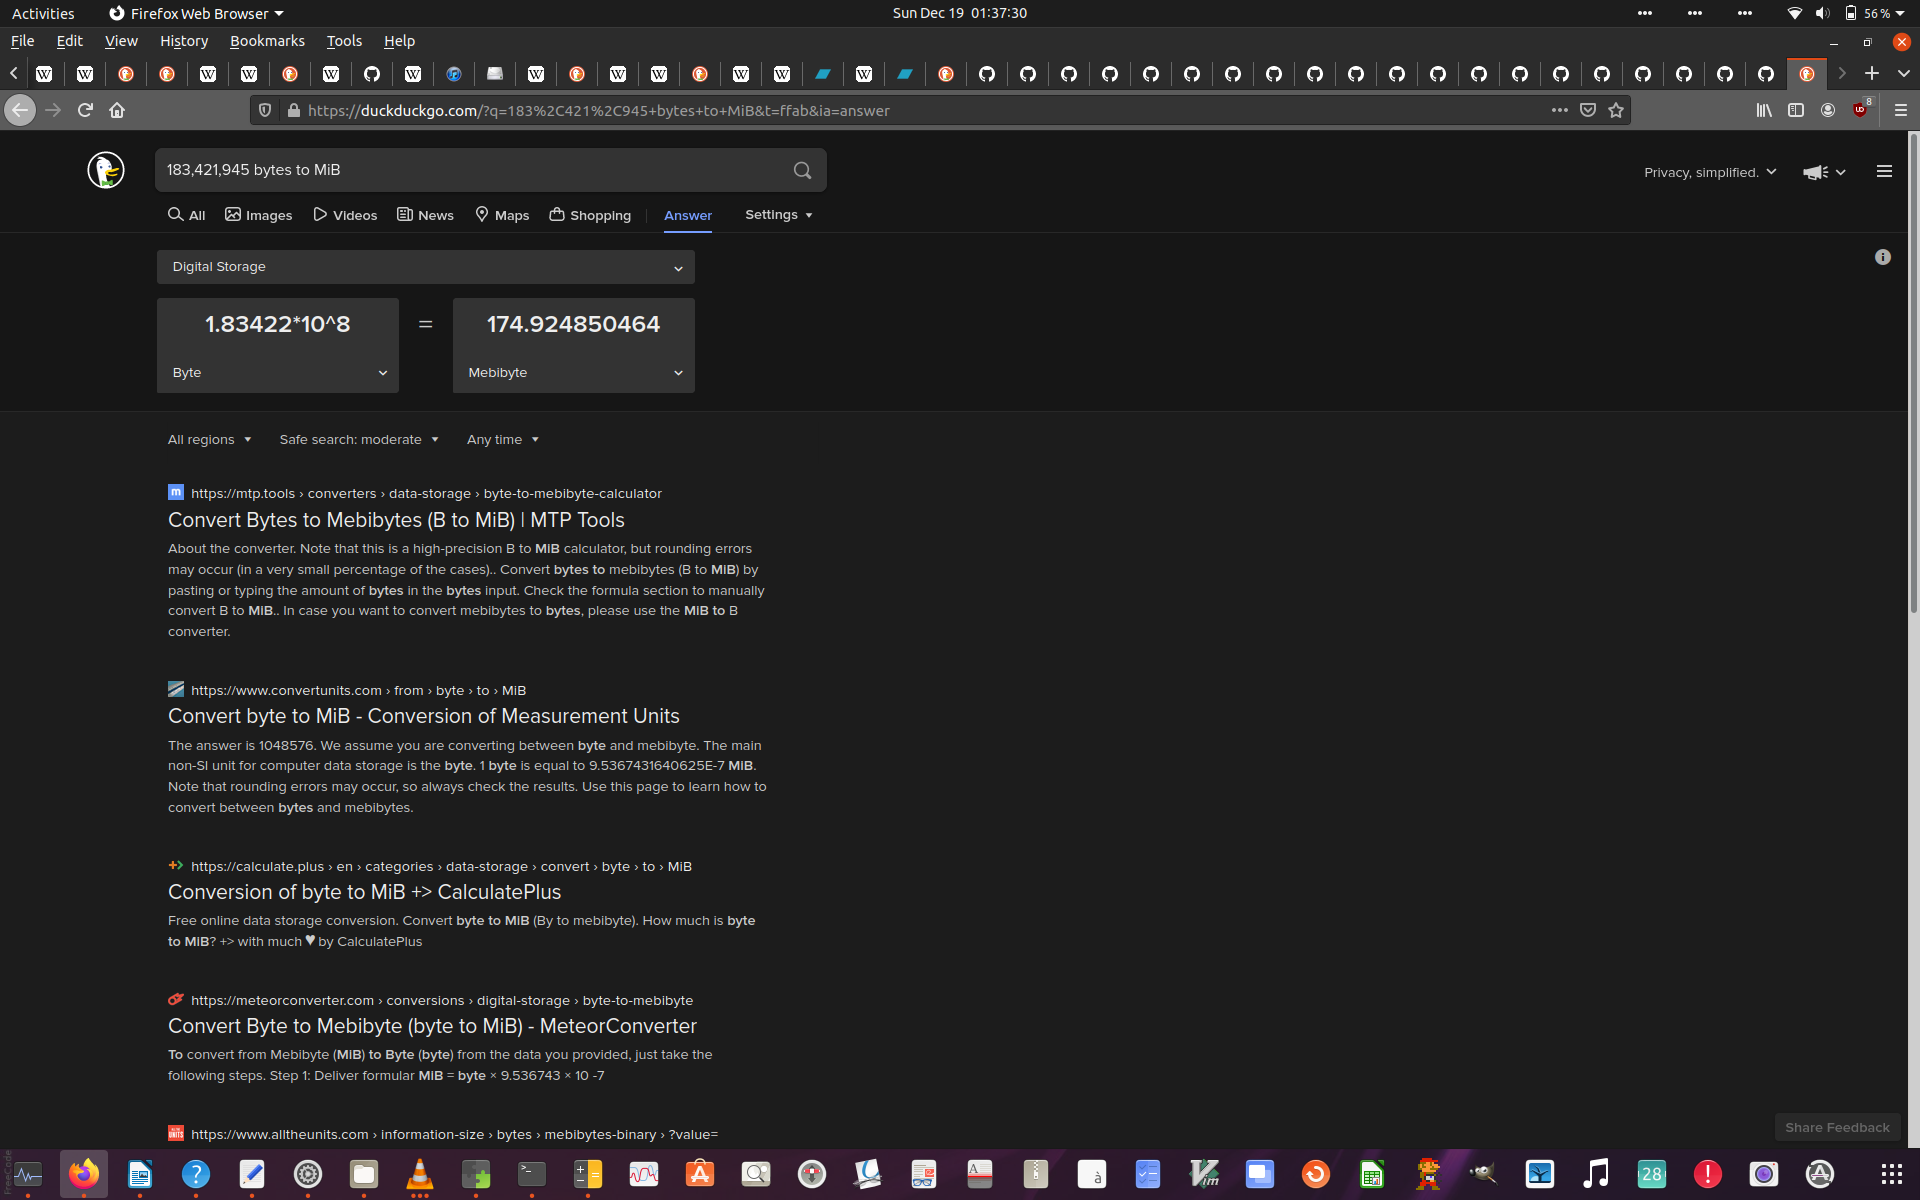 Activities Firefox Web Browser Sun Dec 19 01:37:30 56 %
File Edit View History Bookmarks Tools Help
https://duckduckgo.com/?q=183%2C421%2C945+bytes+to+MiB&t=ffab&ia=answer 8
183,421,945 bytes to MiB
Privacy, simplified.
All Images Videos News Maps Shopping Answer Settings
Digital Storage
1.83422*10^8 = 174.924850464
Byte Mebibyte
All regions Safe search: moderate Any time
https://mtp.tools › converters › data-storage › byte-to-mebibyte-calculator
Convert Bytes to Mebibytes (B to MiB) | MTP Tools
About the converter. Note that this is a high-precision B to MiB calculator, but rounding errors
may occur (in a very small percentage of the cases).. Convert bytes to mebibytes (B to MiB) by
pasting or typing the amount of bytes in the bytes input. Check the formula section to manually
convert B to MiB.. In case you want to convert mebibytes to bytes, please use the MiB to B
converter.
https://www.convertunits.com › from › byte › to › MiB
Convert byte to MiB - Conversion of Measurement Units
The answer is 1048576. We assume you are converting between byte and mebibyte. The main
non-SI unit for computer data storage is the byte. 1 byte is equal to 9.5367431640625E-7 MiB.
Note that rounding errors may occur, so always check the results. Use this page to learn how to
convert between bytes and mebibytes.
https://calculate.plus › en › categories › data-storage › convert › byte › to › MiB
Conversion of byte to MiB +> CalculatePlus
Free online data storage conversion. Convert byte to MiB (By to mebibyte). How much is byte
to MiB? +> with much ♥ by CalculatePlus
https://meteorconverter.com › conversions › digital-storage › byte-to-mebibyte
Convert Byte to Mebibyte (byte to MiB) - MeteorConverter
To convert from Mebibyte (MiB) to Byte (byte) from the data you provided, just take the
following steps. Step 1: Deliver formular MiB = byte × 9.536743 × 10 -7
https://www.alltheunits.com › information-size › bytes › mebibytes-binary › ?value=
Share Feedback
28